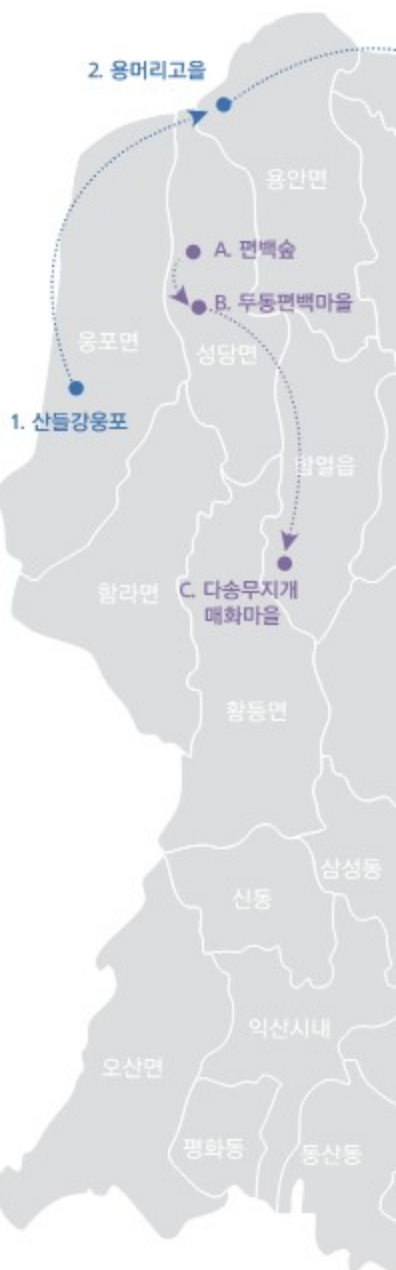 2. 용머리고을
용안면
A. 편백숲
B. 두동편백마을
웅포면
성당면
1. 산들강웅포
함열읍
함라면
C. 다송무지개
매화마을
황등면
삼성동
신동
익산시내
오산면
평화동
동산동